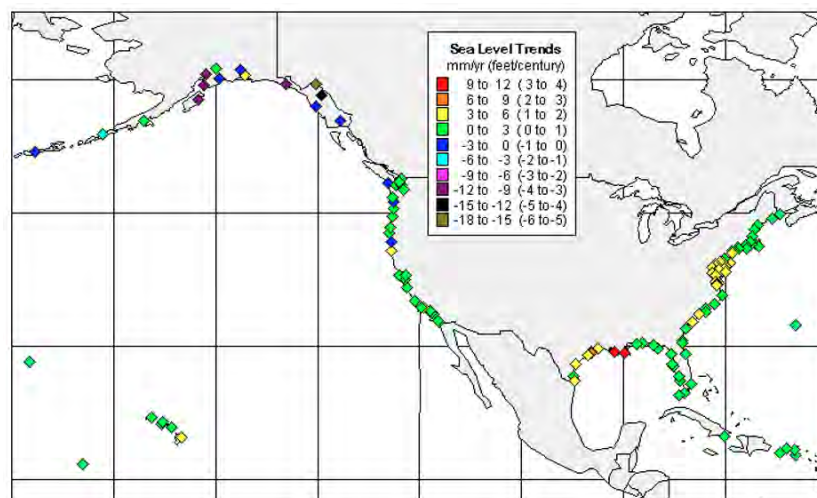 Sea Level Trends
mm/yr (feet/century)
9 to 12 (3 to 4)
6 to 9 (2 to 3)
3 to 6 (1 to 2)
0 to 3 (0 to 1)
-3 to 0 (-1 to 0)
-6 to -3 (-2 to -1)
-9 to -6 (-3 to -2)
-12 to -9 (-4 to -3)
-15 to -12 (-5 to -4)
-18 to -15 (-6 to -5)